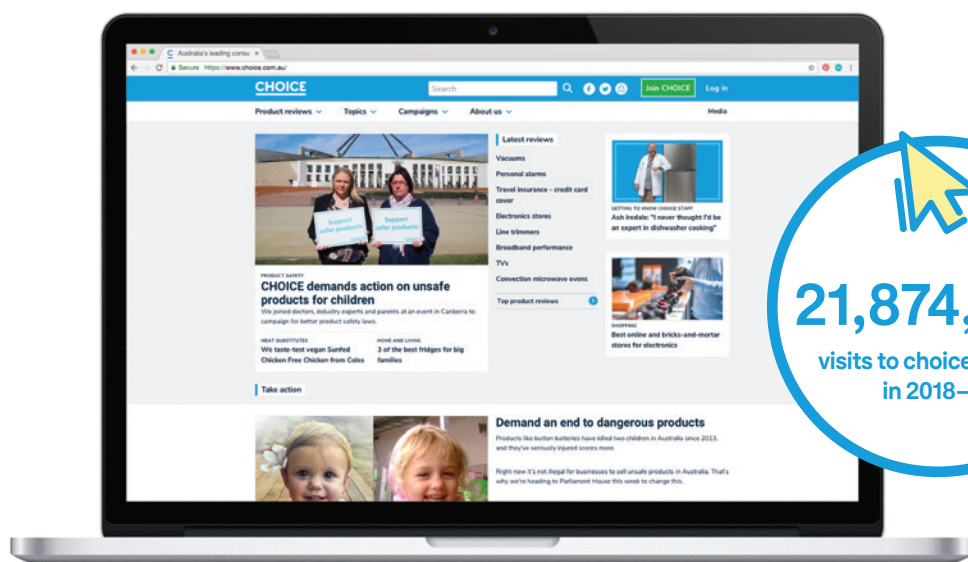 Australia's leading consu
Secure https://www.choice.com.au/
CHOICE
Search
Join CHOICE
Log in
Product reviews
Topics
Campaigns
About us
Media
Support
safer products
Support
safer products
PRODUCT SAFETY
CHOICE demands action on unsafe
products for children
We joined doctors, industry experts and parents at an event in Canberra to
campaign for better product safety laws.
MEAT SUBSTITUTES
We taste-test vegan Sunfed
Chicken Free Chicken from Coles
HOME AND LIVING
3 of the best fridges for big
families
Latest reviews
Vacuums
Personal alarms
Travel insurance - credit card
cover
Electronics stores
Line trimmers
Broadband performance
TVs
Convection microwave ovens
Top product reviews
GETTING TO KNOW CHOICE STAFF
Ash Iredale: "I never thought I'd be
an expert in dishwasher cooking"
SHOPPING
Best online and bricks-and-mortar
stores for electronics
Take action
Demand an end to dangerous products
Products like button batteries have killed two children in Australia since 2013,
and they've seriously injured scores more.
Right now it's not illegal for businesses to sell unsafe products in Australia. That's
why we're heading to Parliament House this week to change this.
21,874,
visits to choice
in 2018–